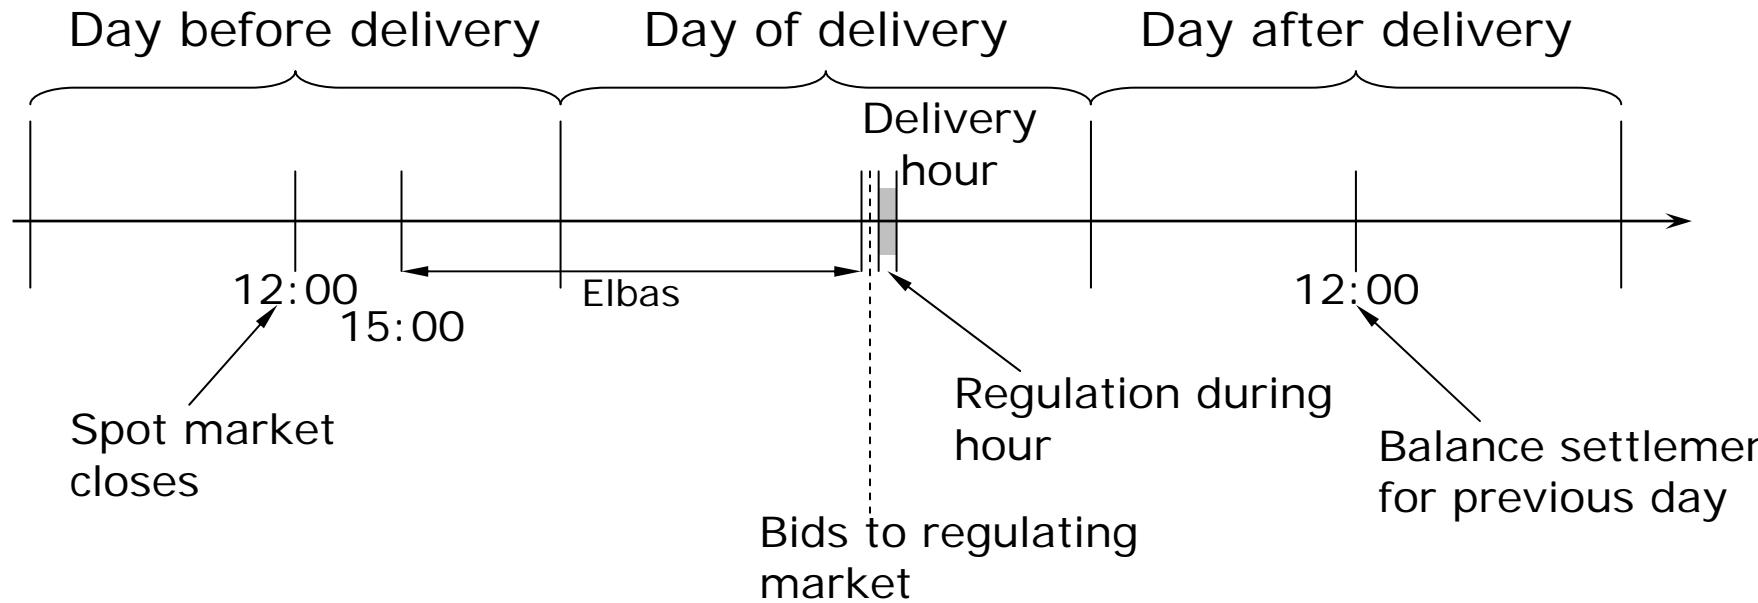 Day before delivery
Day of delivery
Day after delivery
Delivery
hour
12:00
15:00
Elbas
12:00
Spot market
closes
Regulation during
hour
Balance
for previous day
Bids to regulating
market